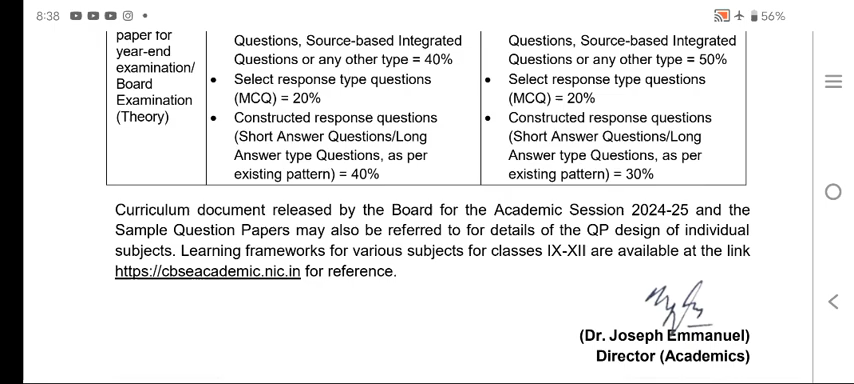 8:38
56%
paper for
year-end
examination/
Board
Examination
(Theory)
Questions, Source-based Integrated
Questions or any other type = 40%
• Select response type questions
(MCQ) = 20%
• Constructed response questions
(Short Answer Questions/Long
Answer type Questions, as per
existing pattern) = 40%
Questions, Source-based Integrated
Questions or any other type = 50%
• Select response type questions
(MCQ) = 20%
• Constructed response questions
(Short Answer Questions/Long
Answer type Questions, as per
existing pattern) = 30%
Curriculum document released by the Board for the Academic Session 2024-25 and the
Sample Question Papers may also be referred to for details of the QP design of individual
subjects. Learning frameworks for various subjects for classes IX-XII are available at the link
https://cbseacademic.nic.in for reference.
(Dr. Joseph Emmanuel)
Director (Academics)